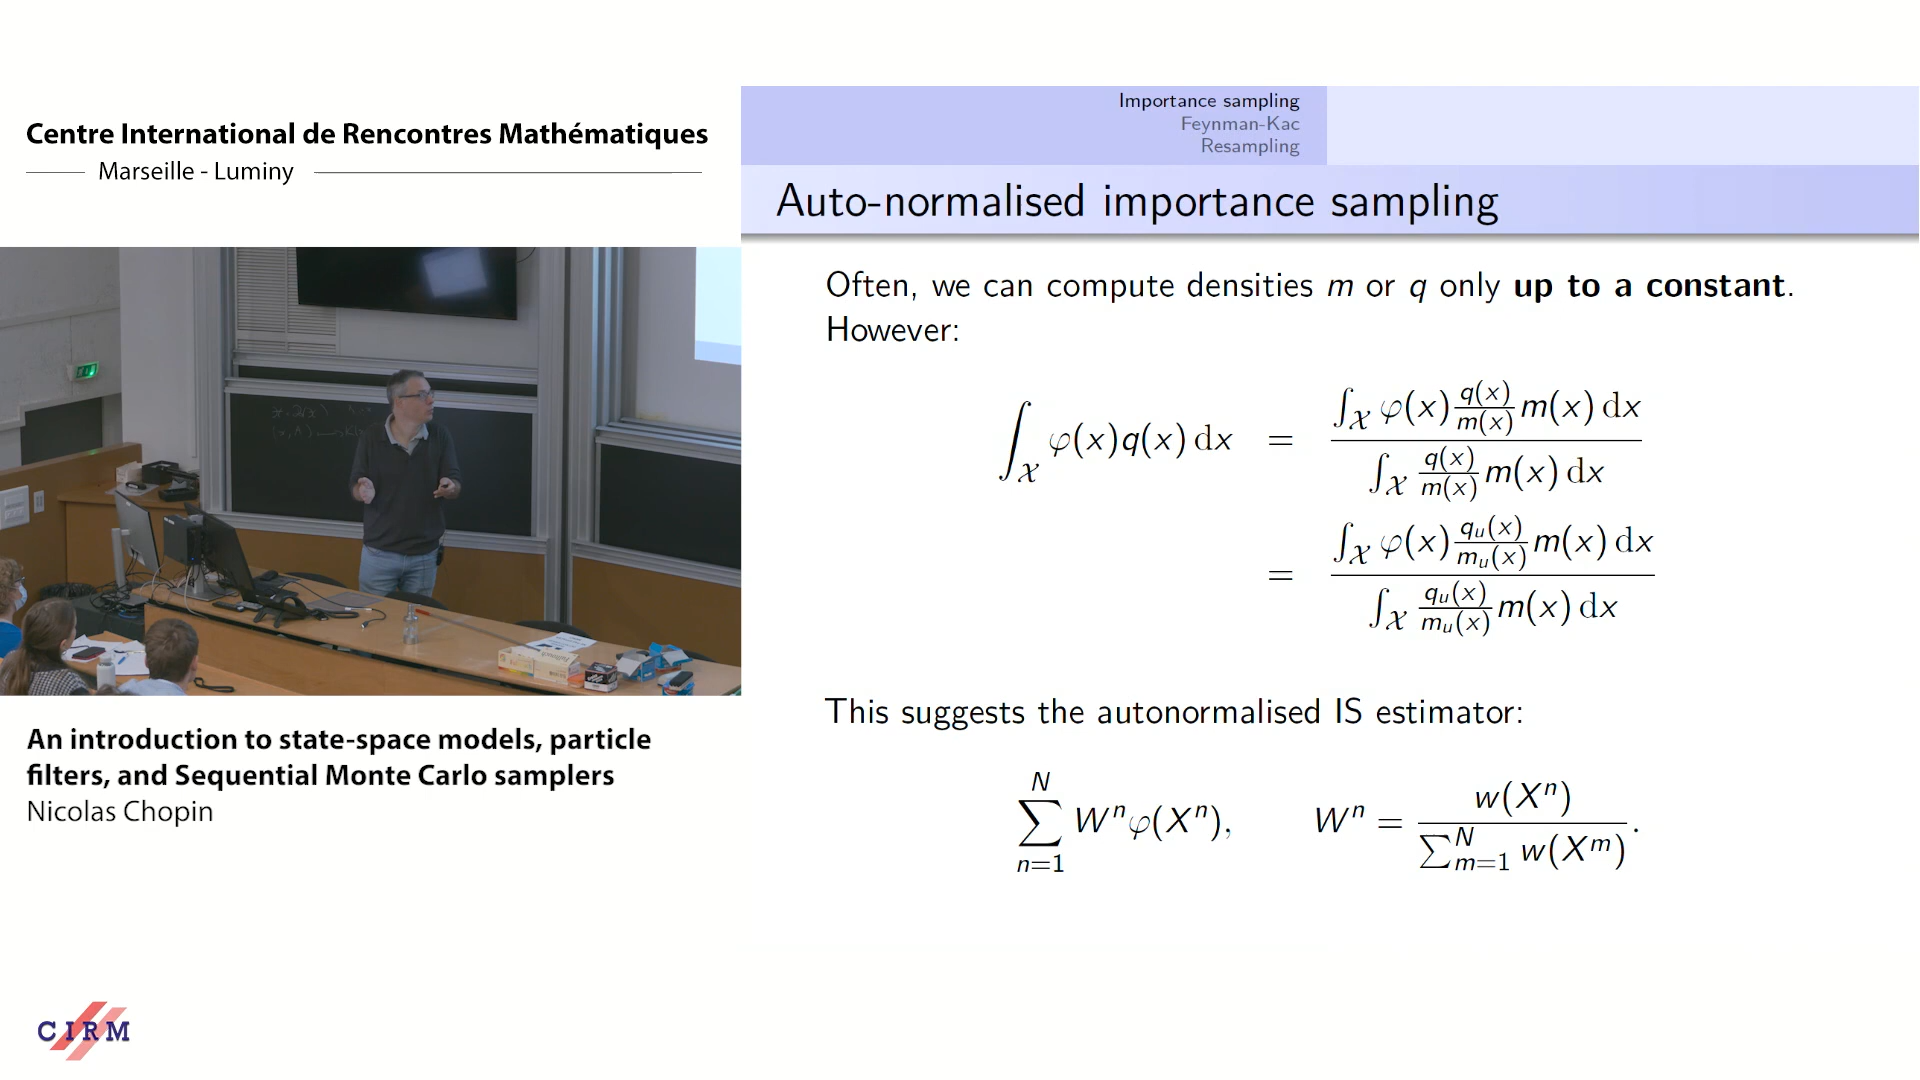 Centre International de Rencontres Mathématiques
Marseille - Luminy
Importance sampling
Feynman-Kac
Resampling
Auto-normalised importance sampling
Often, we can compute densities m or q only up to a constant.
However:
∫_𝒳 φ(x)q(x) dx = ∫_𝒳 φ(x) q(x)/m(x) m(x) dx / ∫_𝒳 q(x)/m(x) m(x) dx
= ∫_𝒳 φ(x) q_u(x)/m_u(x) m(x) dx / ∫_𝒳 q_u(x)/m_u(x) m(x) dx
This suggests the autonormalised IS estimator:
∑_{n=1}^{N} W^n φ(X^n), W^n = w(X^n) / ∑_{m=1}^{N} w(X^m) .
An introduction to state-space models, particle
filters, and Sequential Monte Carlo samplers
Nicolas Chopin
CIRM